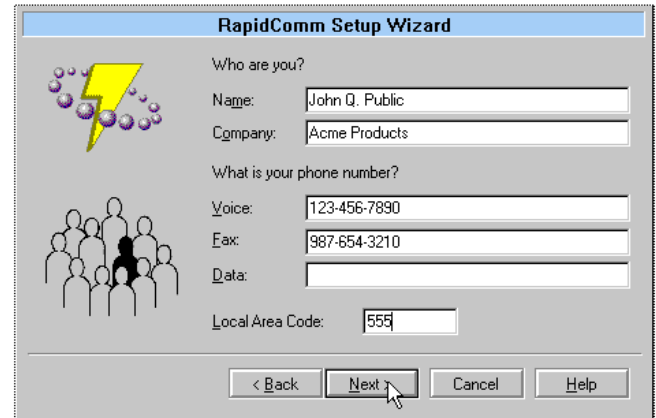 RapidComm Setup Wizard
Who are you?
Name: John Q. Public
Company: Acme Products
What is your phone number?
Voice: 123-456-7890
Fax: 987-654-3210
Data:
Local Area Code: 555
< Back Next > Cancel Help